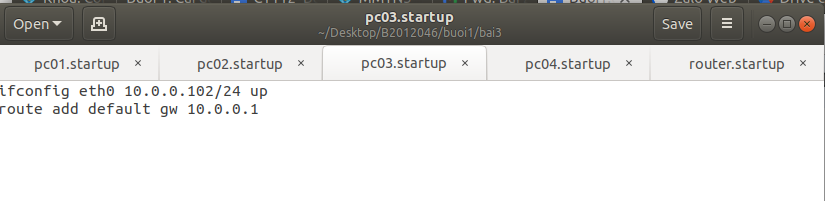 pc03.startup
~/Desktop/B2012046/buoi1/bai3
Open
Save
pc01.startup × pc02.startup × pc03.startup × pc04.startup × router.startup ×
ifconfig eth0 10.0.0.102/24 up
route add default gw 10.0.0.1